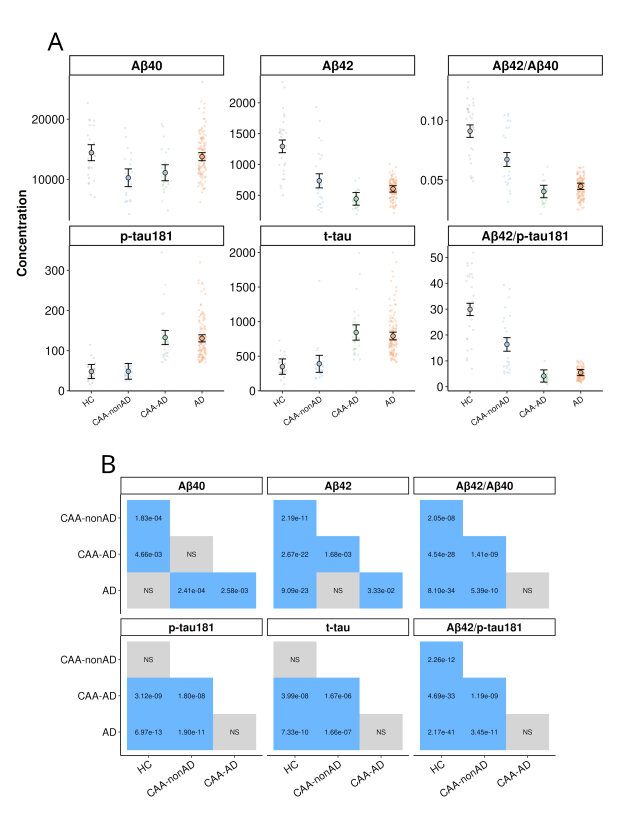 A
Aβ40 Aβ42 Aβ42/Aβ40
20000
10000
2000
1500
1000
500
0.10
0.05
Concentration
p-tau181 t-tau Aβ42/p-tau181
300
200
100
0
2000
1500
1000
500
0
50
40
30
20
10
0
HC CAA-nonAD CAA-AD AD HC CAA-nonAD CAA-AD AD HC CAA-nonAD CAA-AD AD
B
Aβ40 Aβ42 Aβ42/Aβ40
CAA-nonAD 1.83e-04 2.19e-11 2.05e-08
CAA-AD 4.66e-03 NS 2.67e-22 1.68e-03 4.54e-28 1.41e-09
AD NS 2.41e-04 2.58e-03 9.09e-23 NS 3.33e-02 8.10e-34 5.39e-10 NS
p-tau181 t-tau Aβ42/p-tau181
CAA-nonAD NS NS 2.26e-12
CAA-AD 3.12e-09 1.80e-08 3.99e-08 1.67e-06 4.69e-33 1.19e-09
AD 6.97e-13 1.90e-11 NS 7.33e-10 1.66e-07 NS 2.17e-41 3.45e-11 NS
HC CAA-nonAD CAA-AD HC CAA-nonAD CAA-AD HC CAA-nonAD CAA-AD